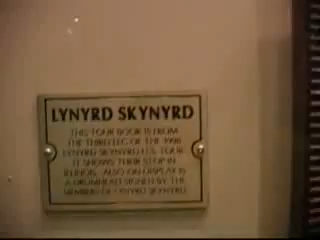 LYNYRD SKYNYRD
THIS TOUR BOOK IS FROM
THE THIRD LEG OF THE 1998
LYNYRD SKYNYRD U.S. TOUR.
IT SHOWS THEIR STOP IN
ILLINOIS. ALSO ON DISPLAY IS
A DRUMHEAD SIGNED BY THE
MEMBERS OF LYNYRD SKYNYRD